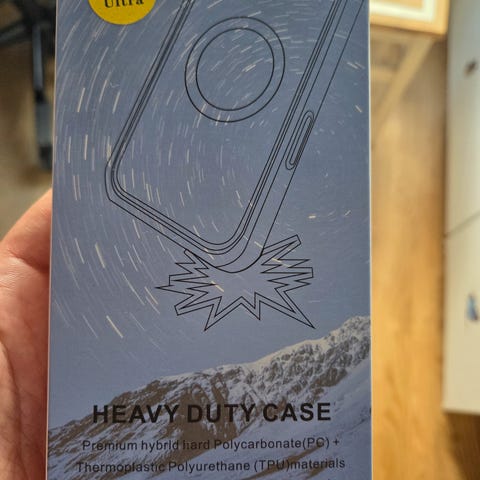 Ultra
HEAVY DUTY CASE
Premium hybrid hard Polycarbonate(PC) +
Thermoplastic Polyurethane (TPU)materials